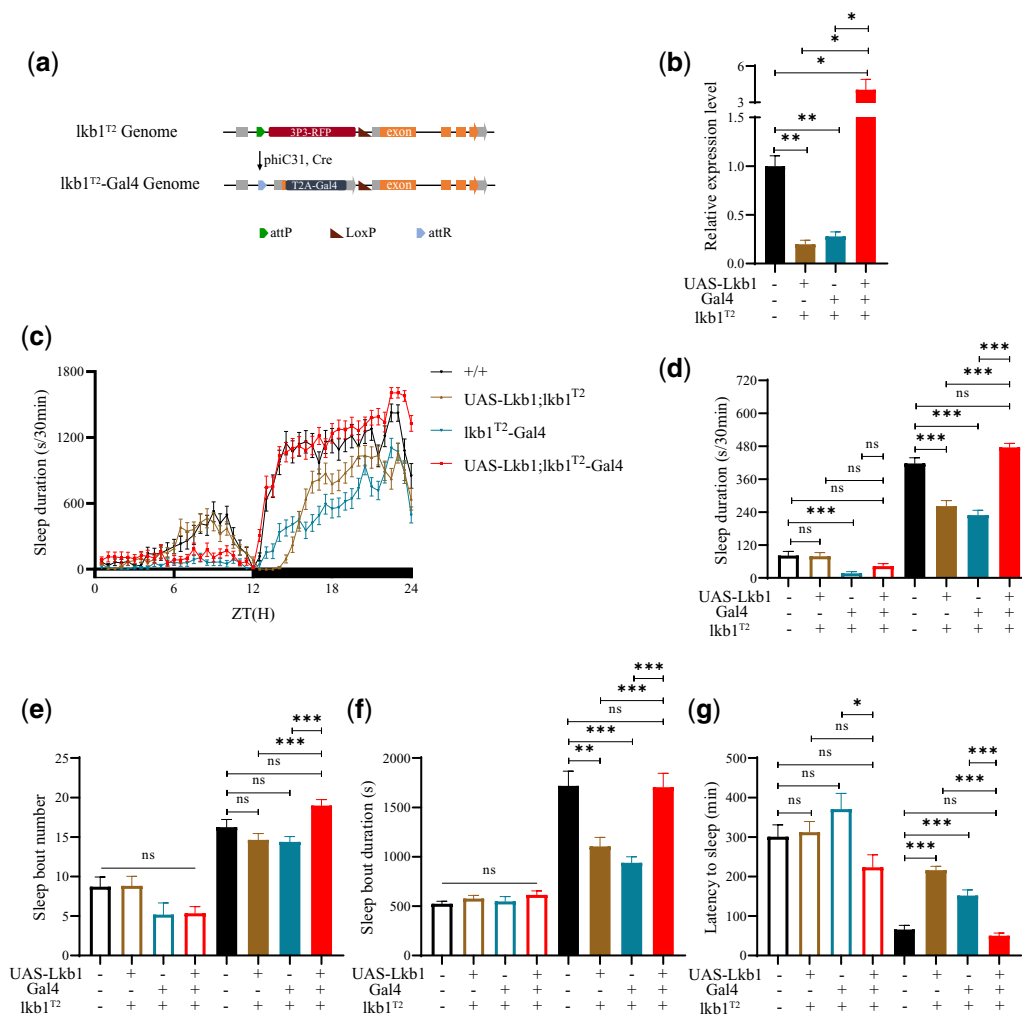 (a)
lkb1T2 Genome
3P3-RFP
exon
phiC31, Cre
lkb1T2-Gal4 Genome
T2A-Gal4
exon
attP
LoxP
attR
(b)
*
*
*
**
**
Relative expression level
6
3
1.5
1.0
0.5
0.0
UAS-Lkb1 - + - +
Gal4 - - + +
lkb1T2 - + + +
(c)
Sleep duration (s/30min)
1800
1200
600
0
0 6 12 18 24
ZT(H)
+/+
UAS-Lkb1;lkb1T2
lkb1T2-Gal4
UAS-Lkb1;lkb1T2-Gal4
(d)
***
***
ns
***
***
ns
ns
ns
***
ns
Sleep duration (s/30min)
720
600
480
360
240
120
0
UAS-Lkb1 - + - + - + - +
Gal4 - - + + - - + +
lkb1T2 - + + + - + + +
(e)
***
***
ns
ns
ns
ns
Sleep bout number
25
20
15
10
5
0
UAS-Lkb1 - + - + - + - +
Gal4 - - + + - - + +
lkb1T2 - + + + - + + +
(f)
***
***
ns
***
**
ns
Sleep bout duration (s)
2000
1500
1000
500
0
UAS-Lkb1 - + - + - + - +
Gal4 - - + + - - + +
lkb1T2 - + + + - + + +
(g)
*
ns
ns
ns
ns
***
***
ns
***
***
Latency to sleep (min)
500
400
300
200
100
0
UAS-Lkb1 - + - + - + - +
Gal4 - - + + - - + +
lkb1T2 - + + + - + + +